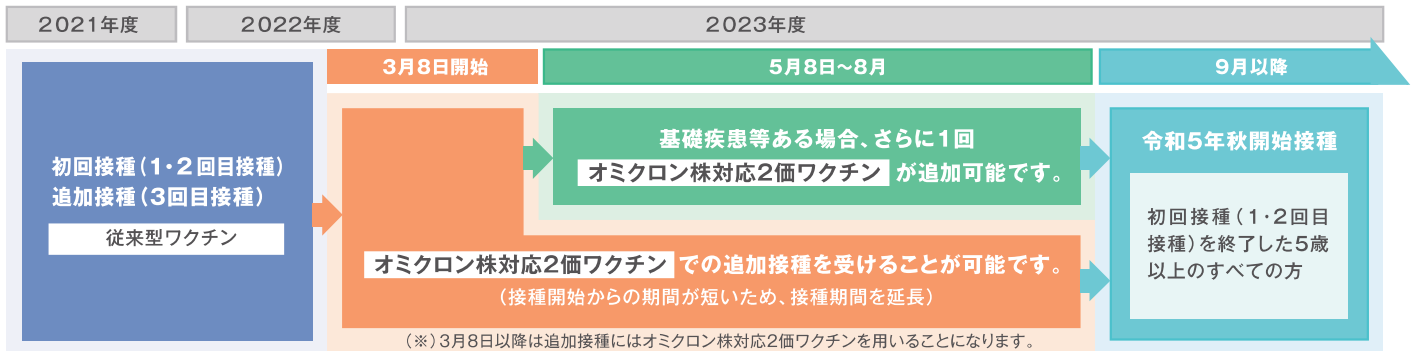 2021年度
2022年度
2023年度
3月8日開始
5月8日〜8月
9月以降
初回接種(1・2回目接種)
追加接種(3回目接種)
従来型ワクチン
基礎疾患等ある場合、さらに1回
オミクロン株対応2価ワクチン が追加可能です。
オミクロン株対応2価ワクチン での追加接種を受けることが可能です。
(接種開始からの期間が短いため、接種期間を延長)
(※)3月8日以降は追加接種にはオミクロン株対応2価ワクチンを用いることになります。
令和5年秋開始接種
初回接種(1・2回目
接種)を終了した5歳
以上のすべての方